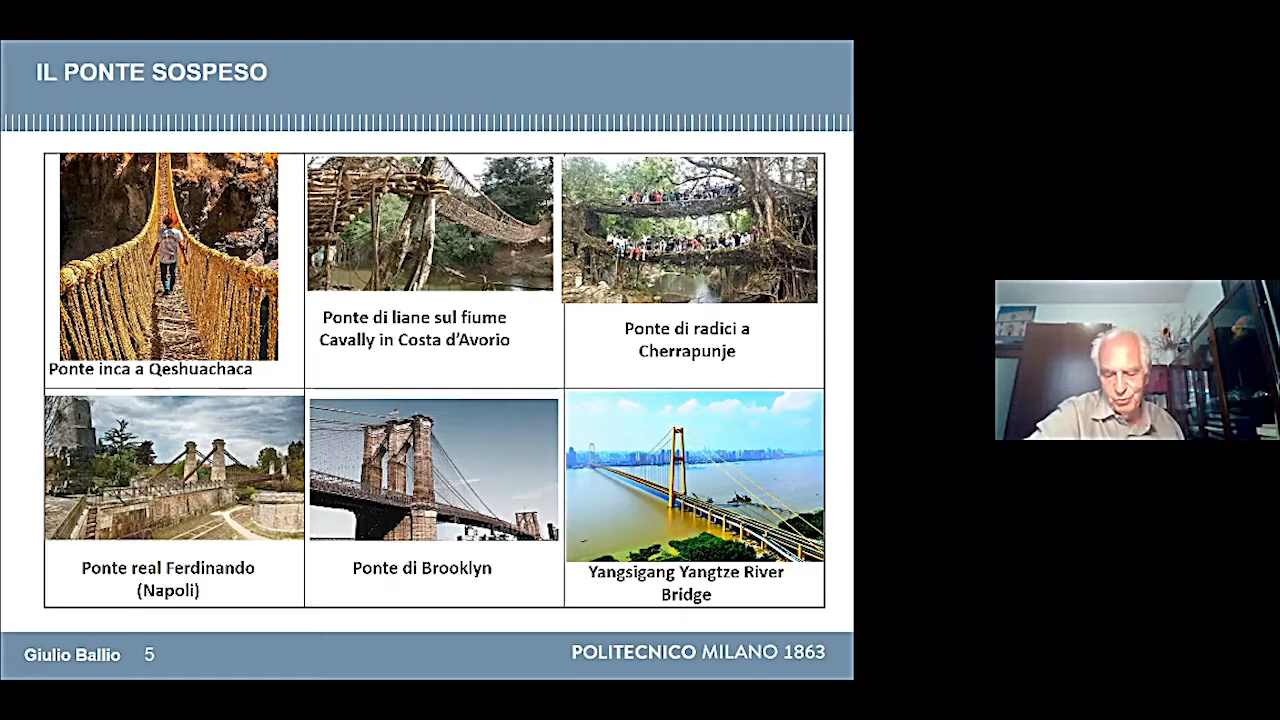 IL PONTE SOSPESO
Ponte inca a Qeshuachaca
Ponte di liane sul fiume
Cavally in Costa d'Avorio
Ponte di radici a
Cherrapunje
Ponte real Ferdinando
(Napoli)
Ponte di Brooklyn
Yangsigang Yangtze River
Bridge
Giulio Ballio 5
POLITECNICO MILANO 1863